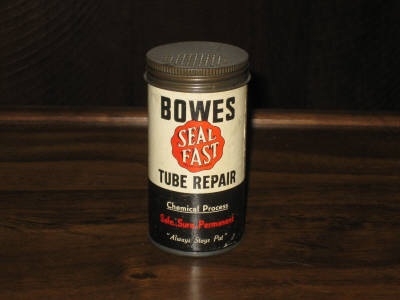 BOWES
SEAL
FAST
TUBE REPAIR
Chemical Process
Safe, Sure, Permanent
"Always Stays Put"